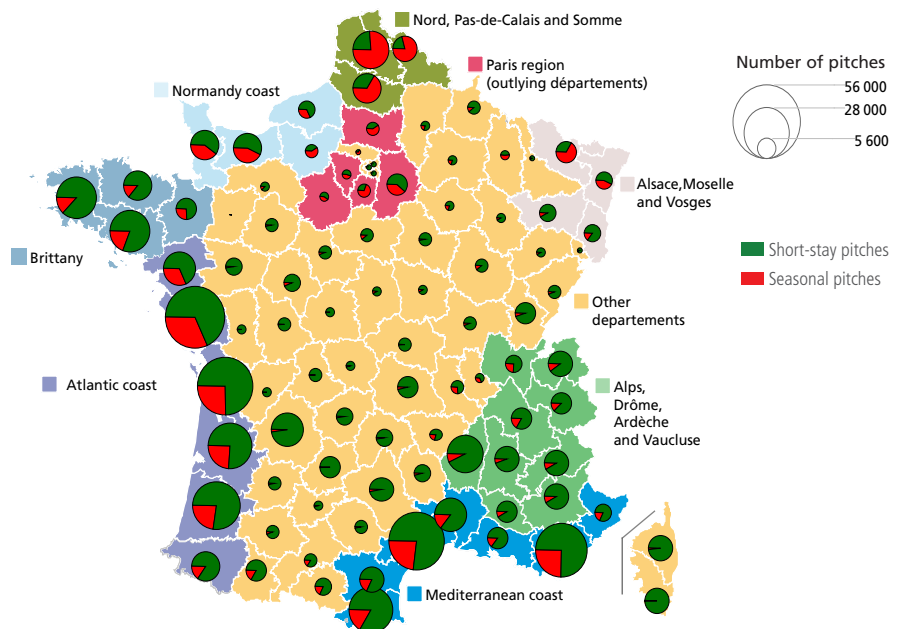 Nord, Pas-de-Calais and Somme
Paris region
(outlying départements)
Normandy coast
Number of pitches
56 000
28 000
5 600
Alsace,Moselle
and Vosges
Short-stay pitches
Seasonal pitches
Brittany
Other
departements
Atlantic coast
Alps,
Drôme,
Ardèche
and Vaucluse
Mediterranean coast